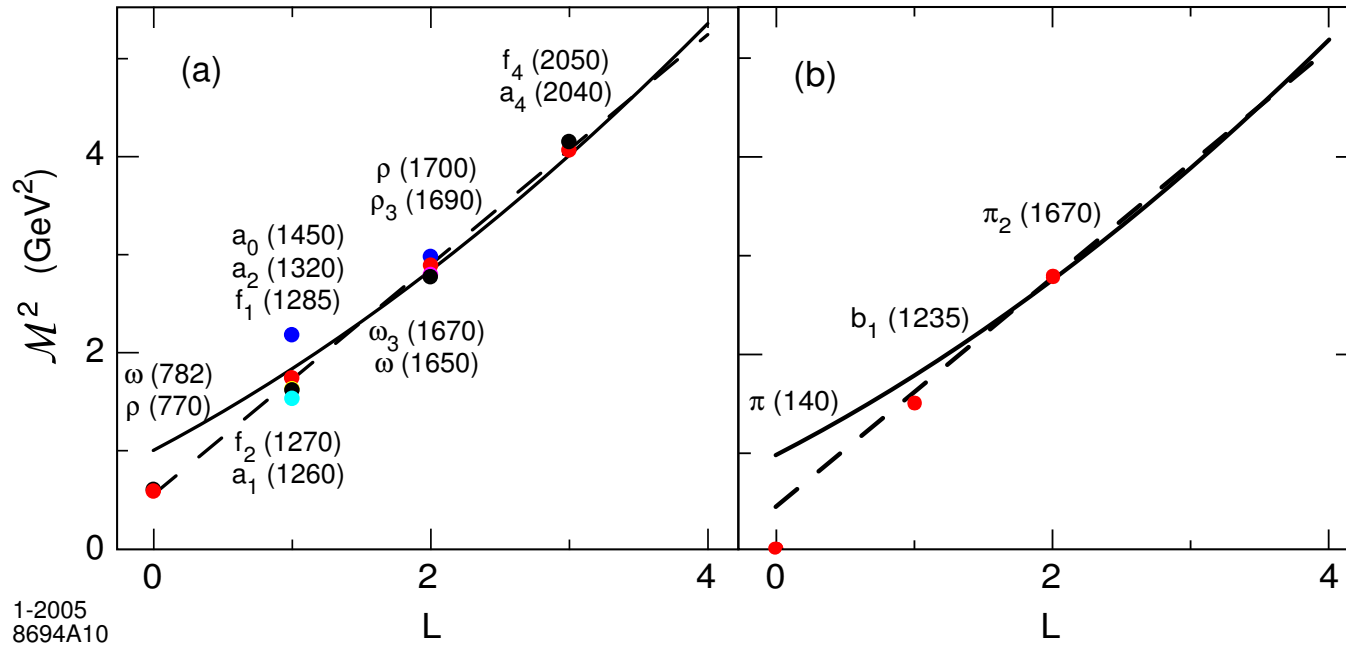 (a)
f4 (2050)
a4 (2040)
ρ (1700)
ρ3 (1690)
a0 (1450)
a2 (1320)
f1 (1285)
ω3 (1670)
ω (1650)
ω (782)
ρ (770)
f2 (1270)
a1 (1260)
4
2
0
ℳ2 (GeV2)
0 2 4
L
(b)
π2 (1670)
b1 (1235)
π (140)
0 2 4
L
1-2005
8694A10